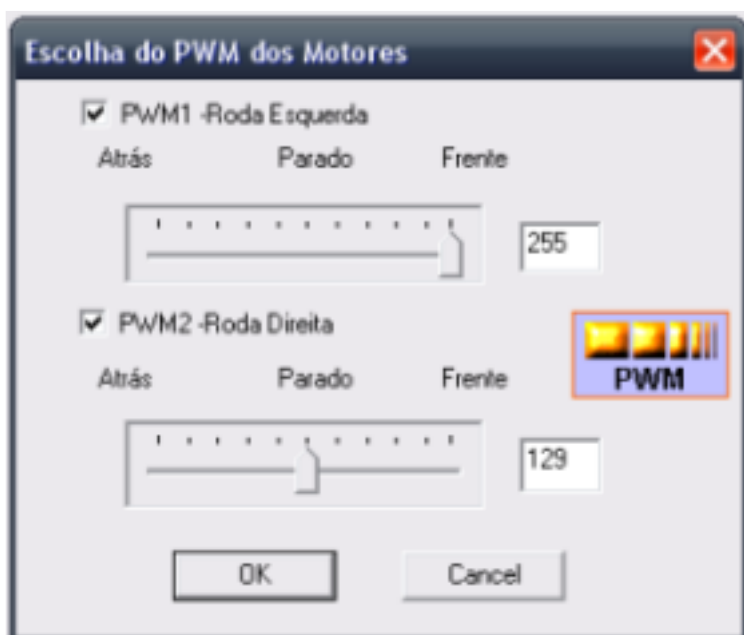 Escolha do PWM dos Motores
PWM1 -Roda Esquerda
Atrás Parado Frente
255
PWM2 -Roda Direita
Atrás Parado Frente
PWM
129
OK Cancel